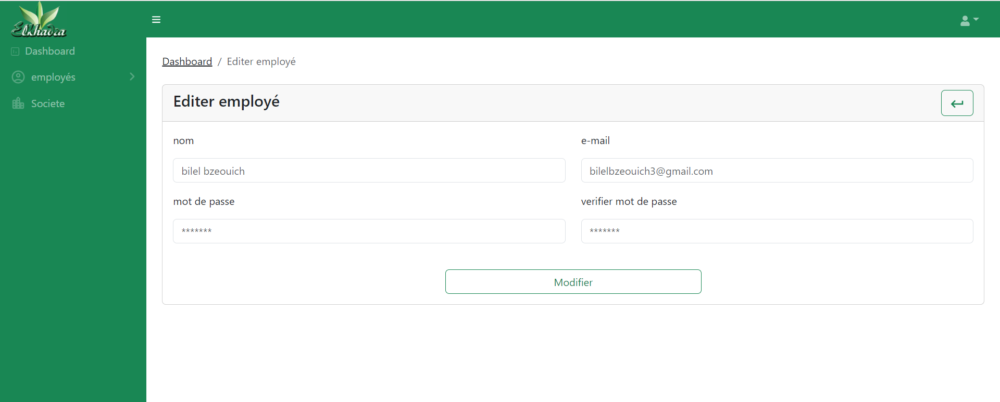 Elkhadra
Dashboard
employés
Societe
Dashboard / Editer employé
Editer employé
nom
e-mail
bilel bzeouich
bilelbzeouich3@gmail.com
mot de passe
verifier mot de passe
*******
*******
Modifier